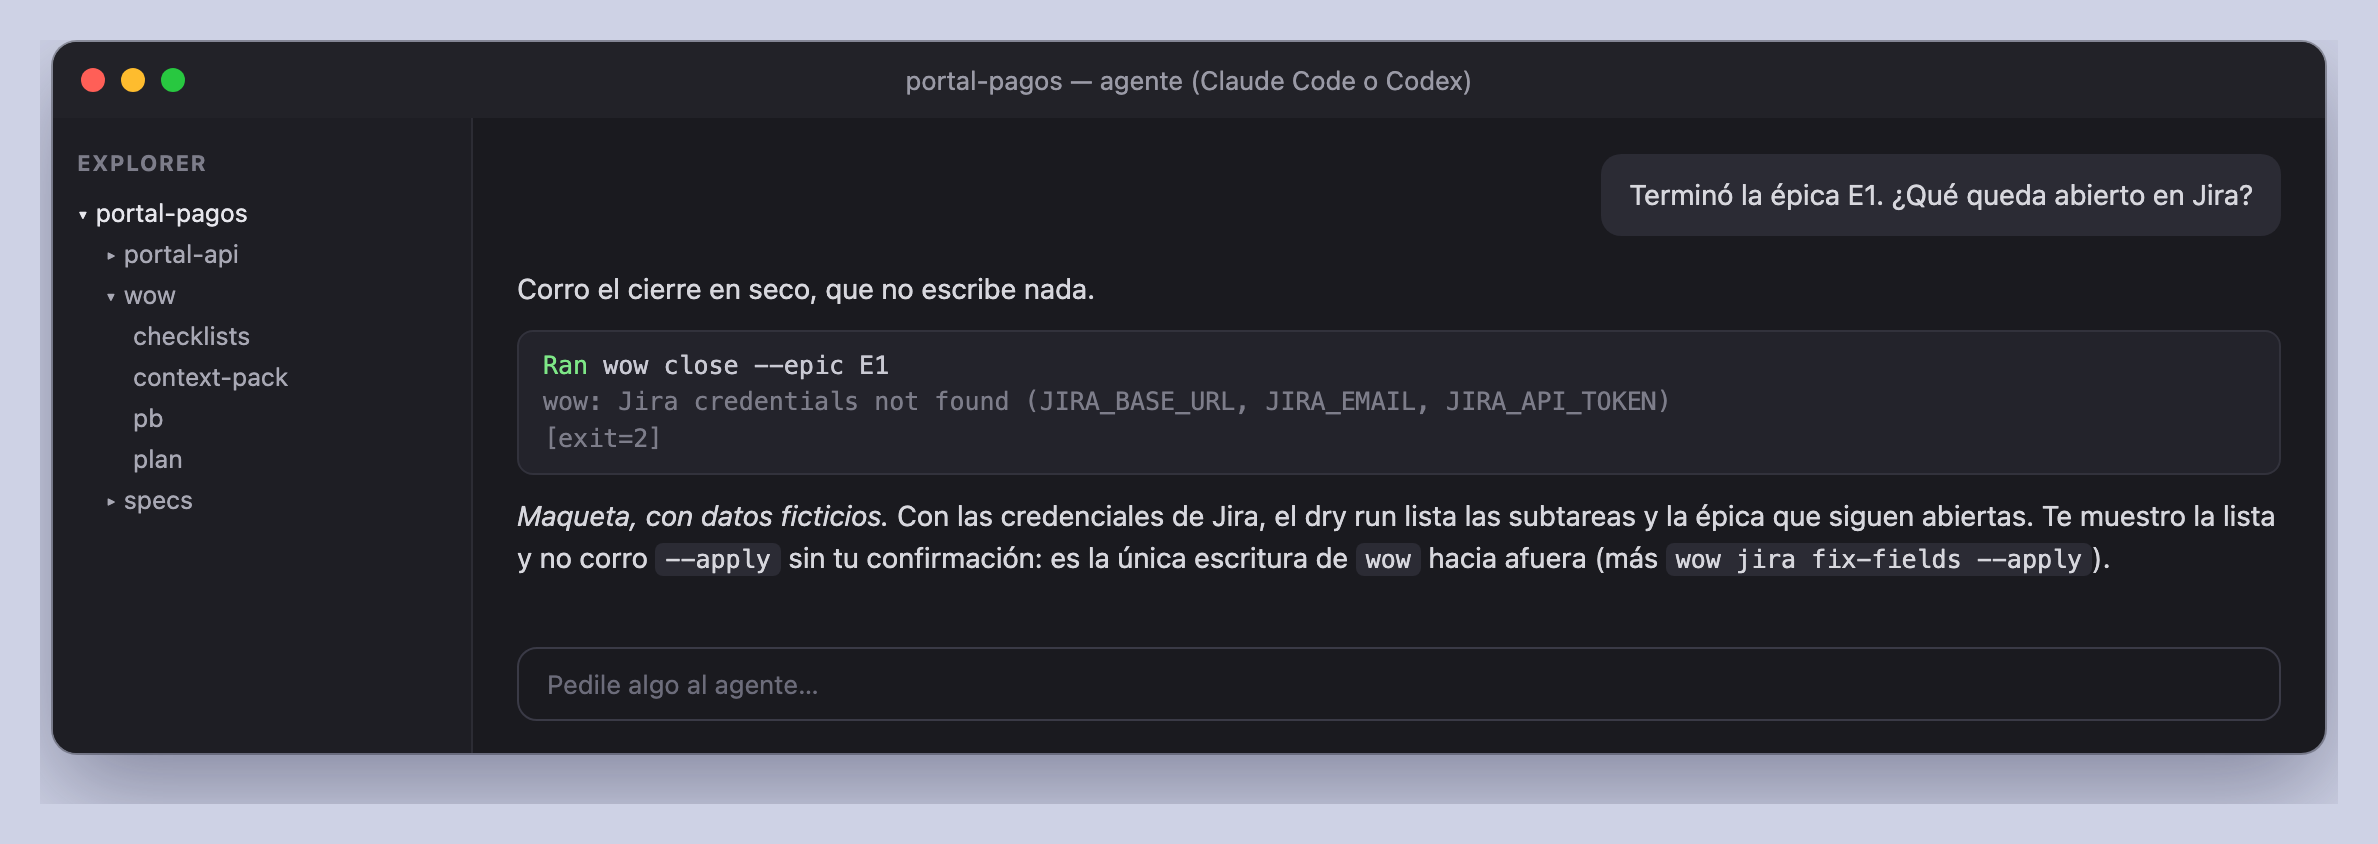 portal-pagos — agente (Claude Code o Codex)
EXPLORER
▾ portal-pagos
▸ portal-api
▾ wow
checklists
context-pack
pb
plan
▸ specs
Terminó la épica E1. ¿Qué queda abierto en Jira?
Corro el cierre en seco, que no escribe nada.
Ran wow close --epic E1
wow: Jira credentials not found (JIRA_BASE_URL, JIRA_EMAIL, JIRA_API_TOKEN)
[exit=2]
Maqueta, con datos ficticios. Con las credenciales de Jira, el dry run lista las subtareas y la épica que siguen abiertas. Te muestro la lista
y no corro --apply sin tu confirmación: es la única escritura de wow hacia afuera (más wow jira fix-fields --apply).
Pedile algo al agente...